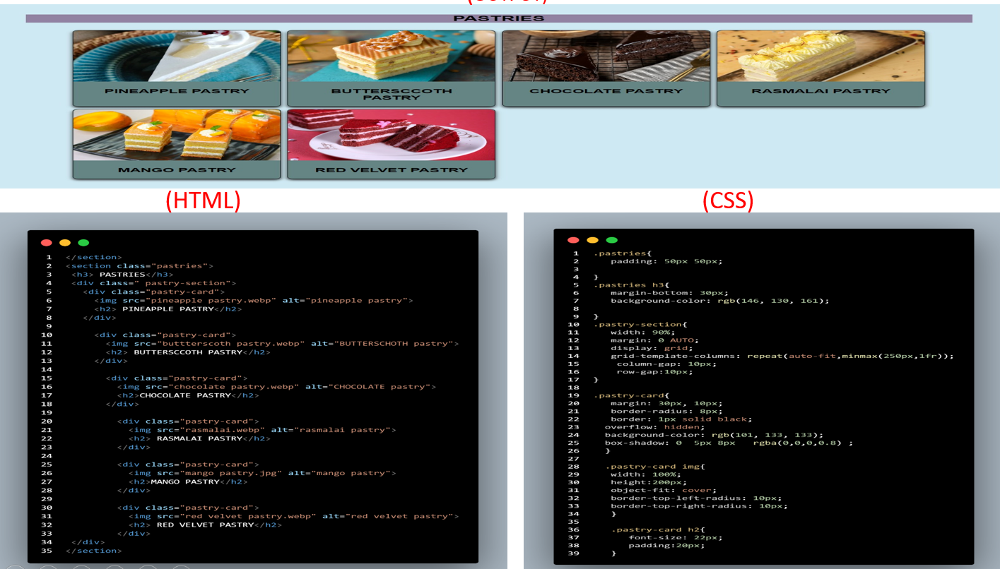 PASTRIES
PINEAPPLE PASTRY
BUTTERSCCOTH
PASTRY
CHOCOLATE PASTRY
RASMALAI PASTRY
MANGO PASTRY
RED VELVET PASTRY
(HTML)
(CSS)
1 </section>
2 <section class="pastries">
3 <h3> PASTRIES</h3>
4 <div class=" pastry-section">
5 <div class="pastry-card">
6 <img src="pineapple pastry.webp" alt="pineapple pastry">
7 <h2> PINEAPPLE PASTRY</h2>
8 </div>
9
10 <div class="pastry-card">
11 <img src="buttterscoth pastry.webp" alt="BUTTERSCHOTH pastry">
12 <h2> BUTTERSCCOTH PASTRY</h2>
13 </div>
14
15 <div class="pastry-card">
16 <img src="chocolate pastry.webp" alt="CHOCOLATE pastry">
17 <h2>CHOCOLATE PASTRY</h2>
18 </div>
19
20 <div class="pastry-card">
21 <img src="rasmalai.webp" alt="rasmalai pastry">
22 <h2> RASMALAI PASTRY</h2>
23 </div>
24
25 <div class="pastry-card">
26 <img src="mango pastry.jpg" alt="mango pastry">
27 <h2>MANGO PASTRY</h2>
28 </div>
29
30 <div class="pastry-card">
31 <img src="red velvet pastry.webp" alt="red velvet pastry">
32 <h2> RED VELVET PASTRY</h2>
33 </div>
34 </div>
35 </section>
1 .pastries{
2 padding: 50px 50px;
3
4 }
5 .pastries h3{
6 margin-bottom: 30px;
7 background-color: rgb(146, 130, 161);
8
9 }
10 .pastry-section{
11 width: 90%;
12 margin: 0 AUTO;
13 display: grid;
14 grid-template-columns: repeat(auto-fit,minmax(250px,1fr));
15 column-gap: 10px;
16 row-gap:10px;
17 }
18
19 .pastry-card{
20 margin: 30px, 10px;
21 border-radius: 8px;
22 border: 1px solid black;
23 overflow: hidden;
24 background-color: rgb(101, 133, 133);
25 box-shadow: 0 5px 8px rgba(0,0,0,0.8) ;
26 }
27
28 .pastry-card img{
29 width: 100%;
30 height:200px;
31 object-fit: cover;
32 border-top-left-radius: 10px;
33 border-top-right-radius: 10px;
34 }
35
36 .pastry-card h2{
37 font-size: 22px;
38 padding:20px;
39 }